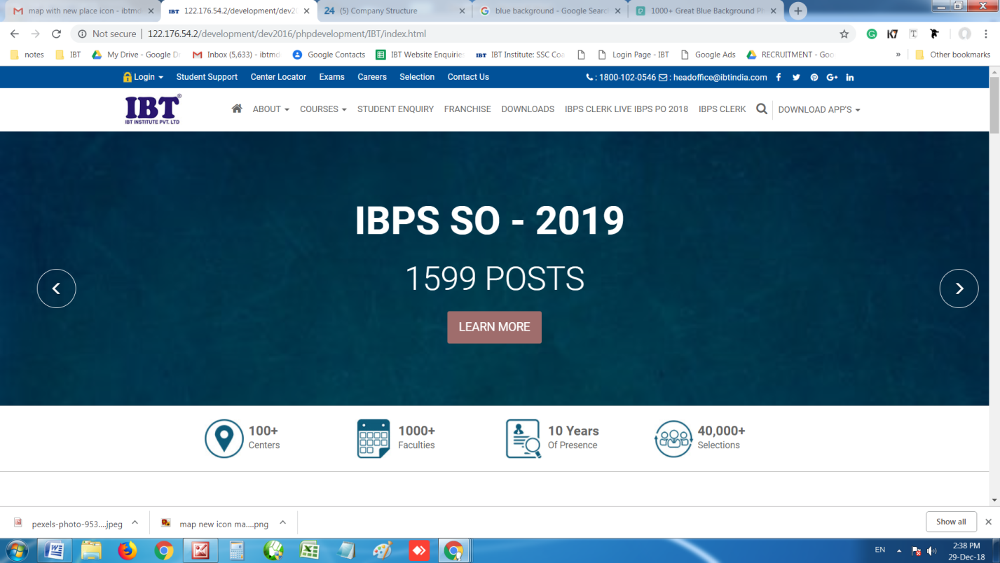 map with new place icon - ibtmd
122.176.54.2/development/dev20
24 (5) Company Structure
blue background - Google Search
1000+ Great Blue Background Ph
Not secure | 122.176.54.2/development/dev2016/phpdevelopment/IBT/index.html
notes
IBT
My Drive - Google Dr
Inbox (5,633) - ibtmd
Google Contacts
IBT Website Enquiries
IBT Institute: SSC Coa
Login Page - IBT
Google Ads
RECRUITMENT - Goo
» Other bookmarks
Login Student Support Center Locator Exams Careers Selection Contact Us
: 1800-102-0546 : headoffice@ibtindia.com
IBT®
IBT INSTITUTE PVT. LTD
ABOUT COURSES STUDENT ENQUIRY FRANCHISE DOWNLOADS IBPS CLERK LIVE IBPS PO 2018 IBPS CLERK DOWNLOAD APP'S
IBPS SO - 2019
1599 POSTS
LEARN MORE
100+
Centers
1000+
Faculties
10 Years
Of Presence
40,000+
Selections
pexels-photo-953....jpeg
map new icon ma....png
Show all
EN
2:38 PM
29-Dec-18